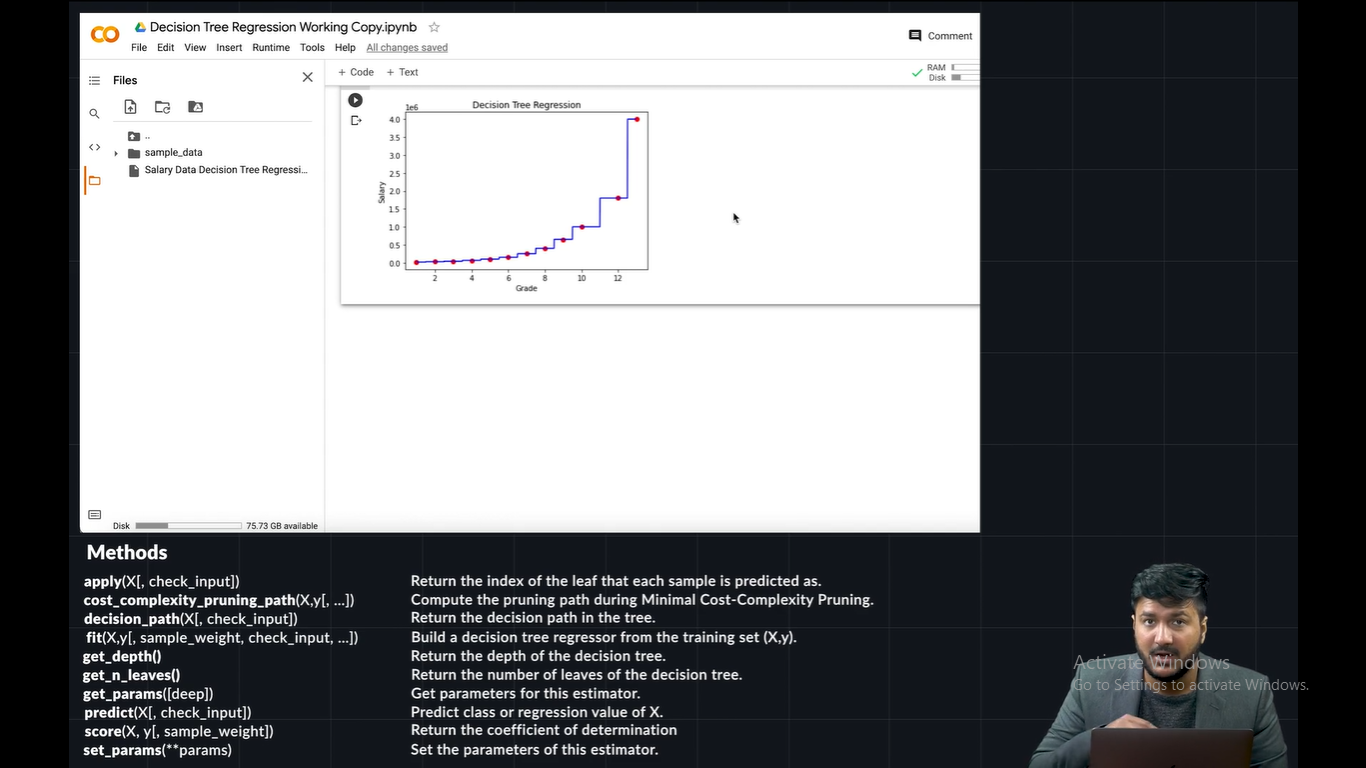 Decision Tree Regression Working Copy.ipynb
File Edit View Insert Runtime Tools Help All changes saved
Comment
Files
+ Code + Text
RAM
Disk
..
sample_data
Salary Data Decision Tree Regressi...
1e6
Decision Tree Regression
4.0
3.5
3.0
2.5
2.0
1.5
1.0
0.5
0.0
Salary
2 4 6 8 10 12
Grade
Disk 75.73 GB available
Methods
apply(X[, check_input]) Return the index of the leaf that each sample is predicted as.
cost_complexity_pruning_path(X,y[, ...]) Compute the pruning path during Minimal Cost-Complexity Pruning.
decision_path(X[, check_input]) Return the decision path in the tree.
fit(X,y[, sample_weight, check_input, ...]) Build a decision tree regressor from the training set (X,y).
get_depth() Return the depth of the decision tree.
get_n_leaves() Return the number of leaves of the decision tree.
get_params([deep]) Get parameters for this estimator.
predict(X[, check_input]) Predict class or regression value of X.
score(X, y[, sample_weight]) Return the coefficient of determination
set_params(**params) Set the parameters of this estimator.
Activate Windows
Go to Settings to activate Windows.